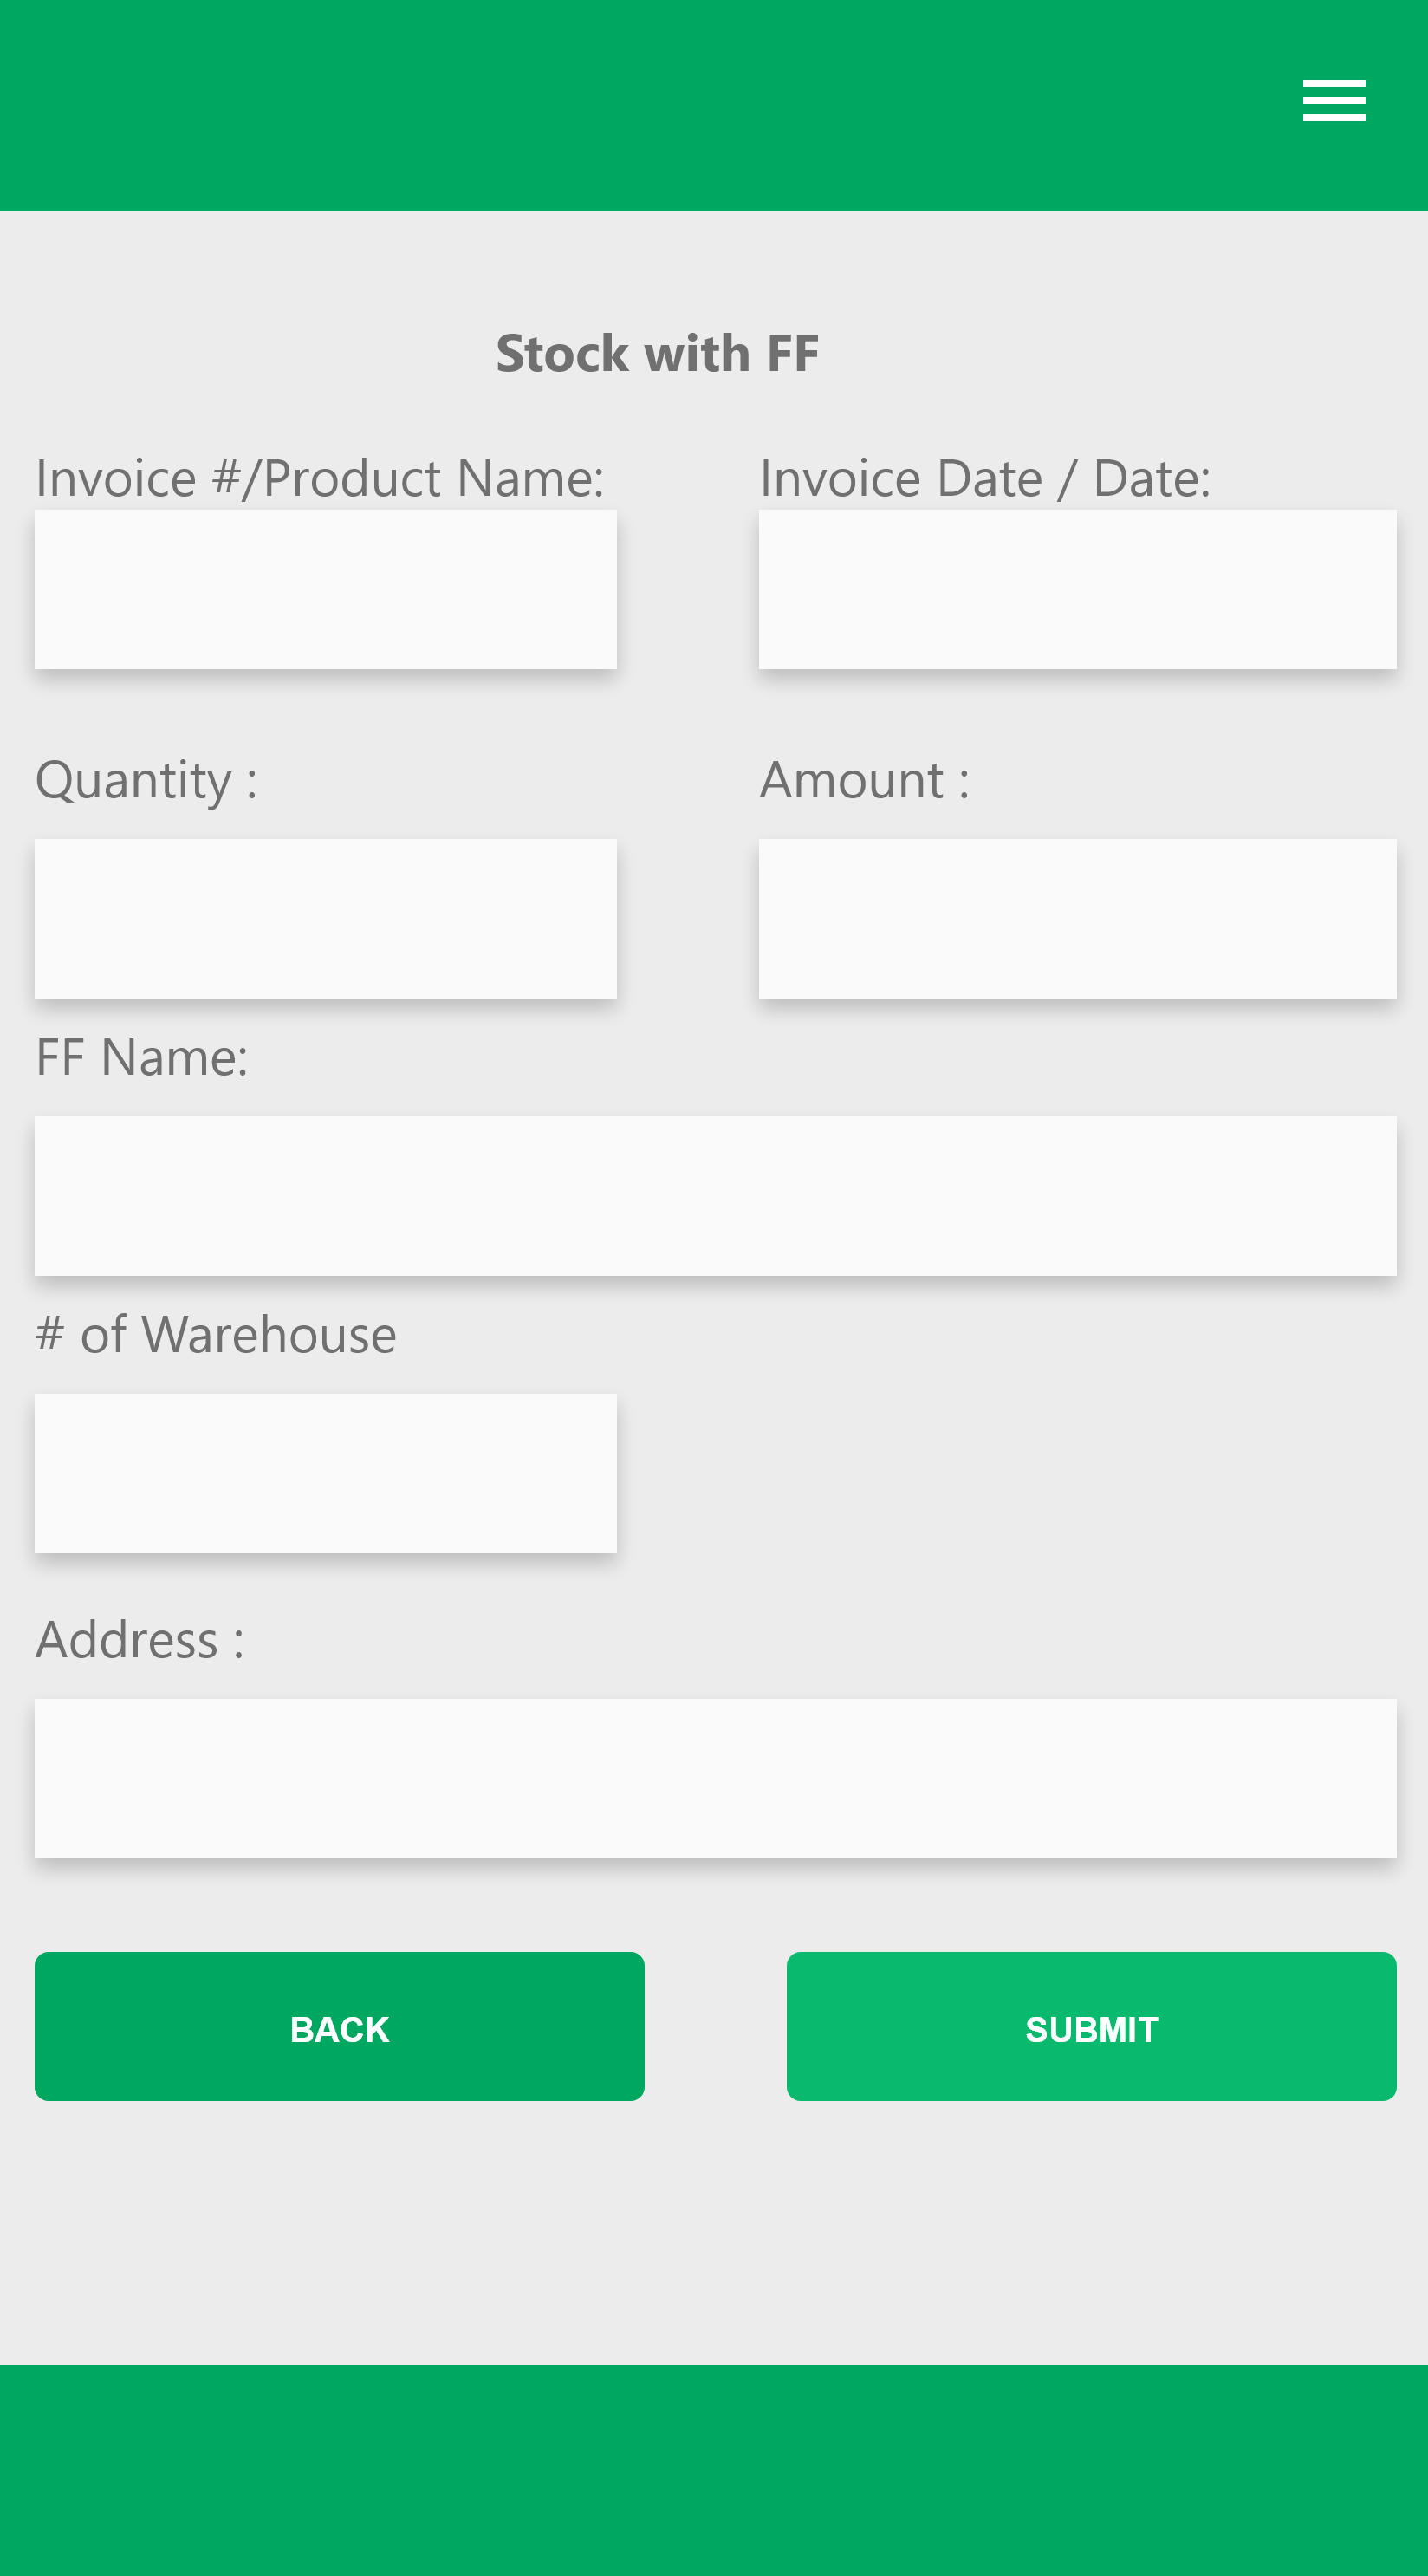 Stock with FF
Invoice #/Product Name:
Invoice Date / Date:
Quantity :
Amount :
FF Name:
# of Warehouse
Address :
BACK
SUBMIT